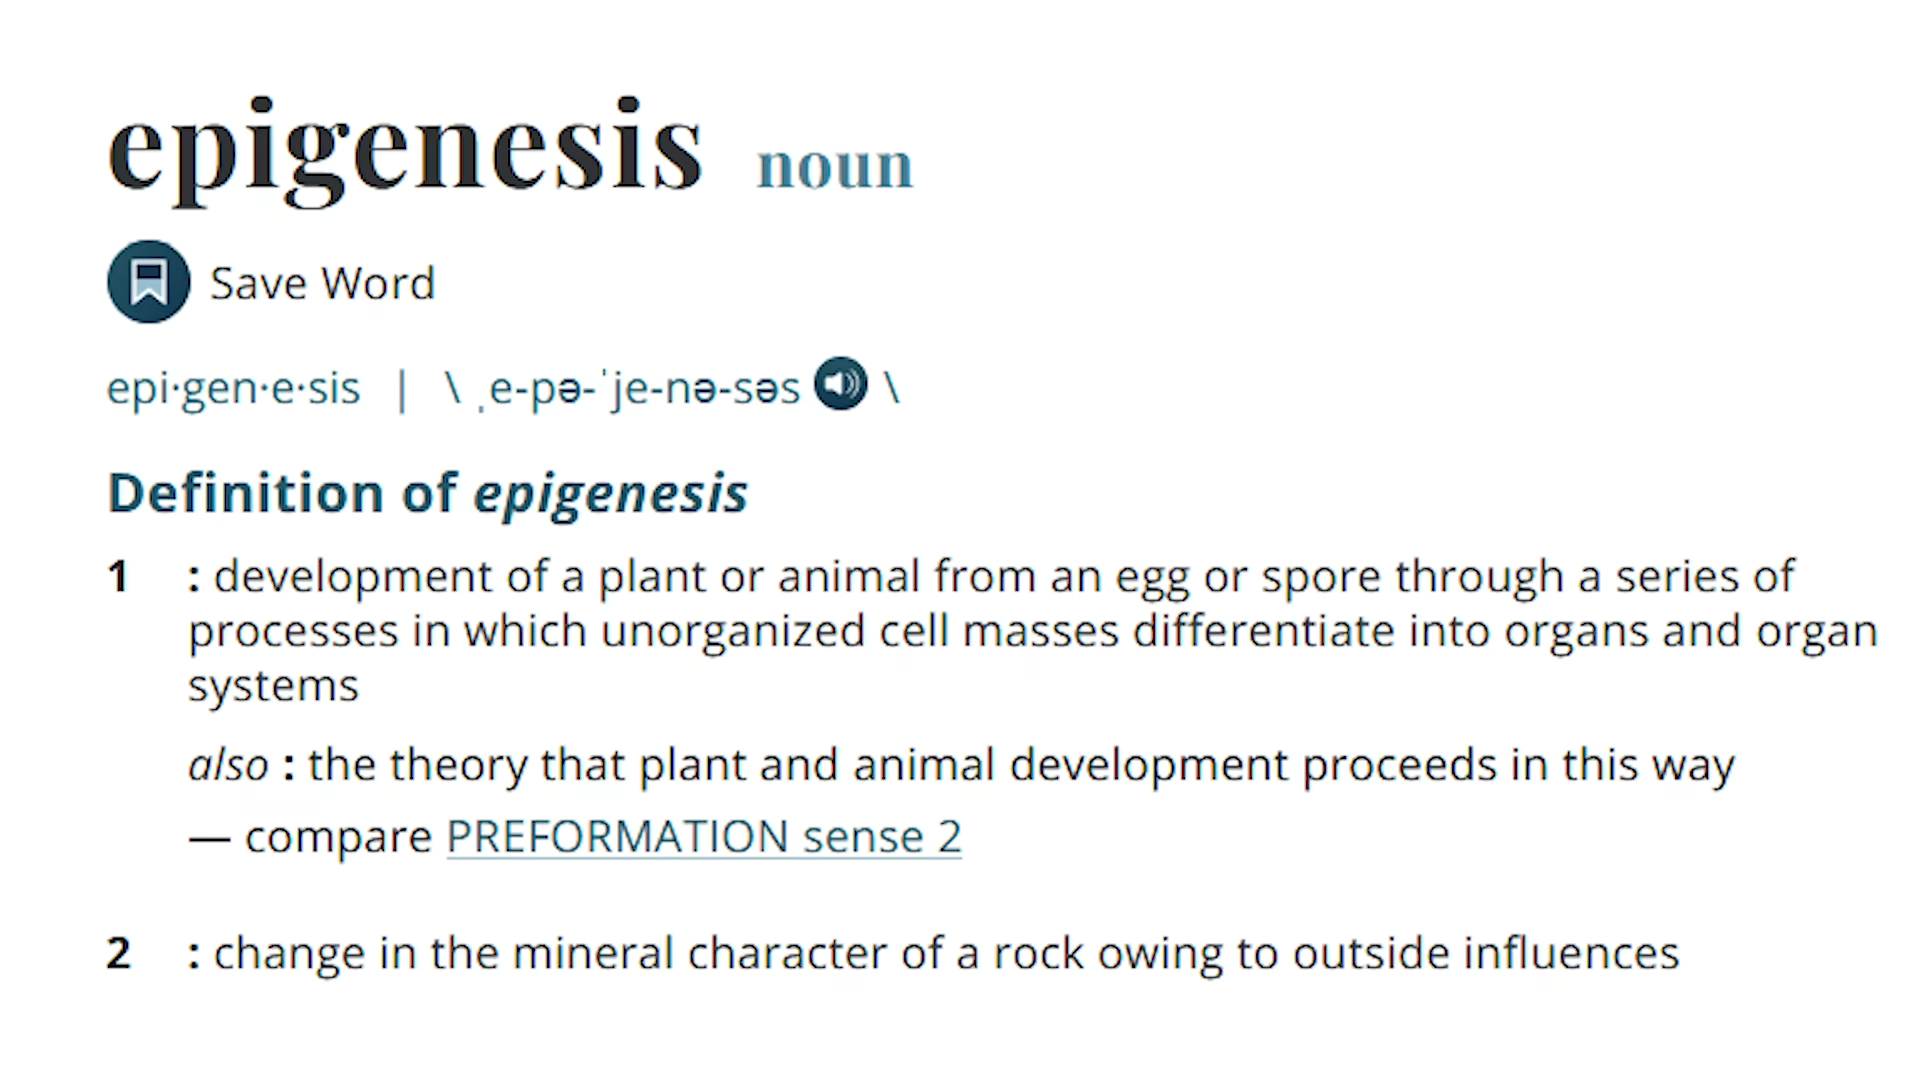 epigenesis noun
Save Word
epi·gen·e·sis | \ ˌe-pə-ˈje-nə-səs \
Definition of epigenesis
1 : development of a plant or animal from an egg or spore through a series of
processes in which unorganized cell masses differentiate into organs and organ
systems
also : the theory that plant and animal development proceeds in this way
— compare PREFORMATION sense 2
2 : change in the mineral character of a rock owing to outside influences